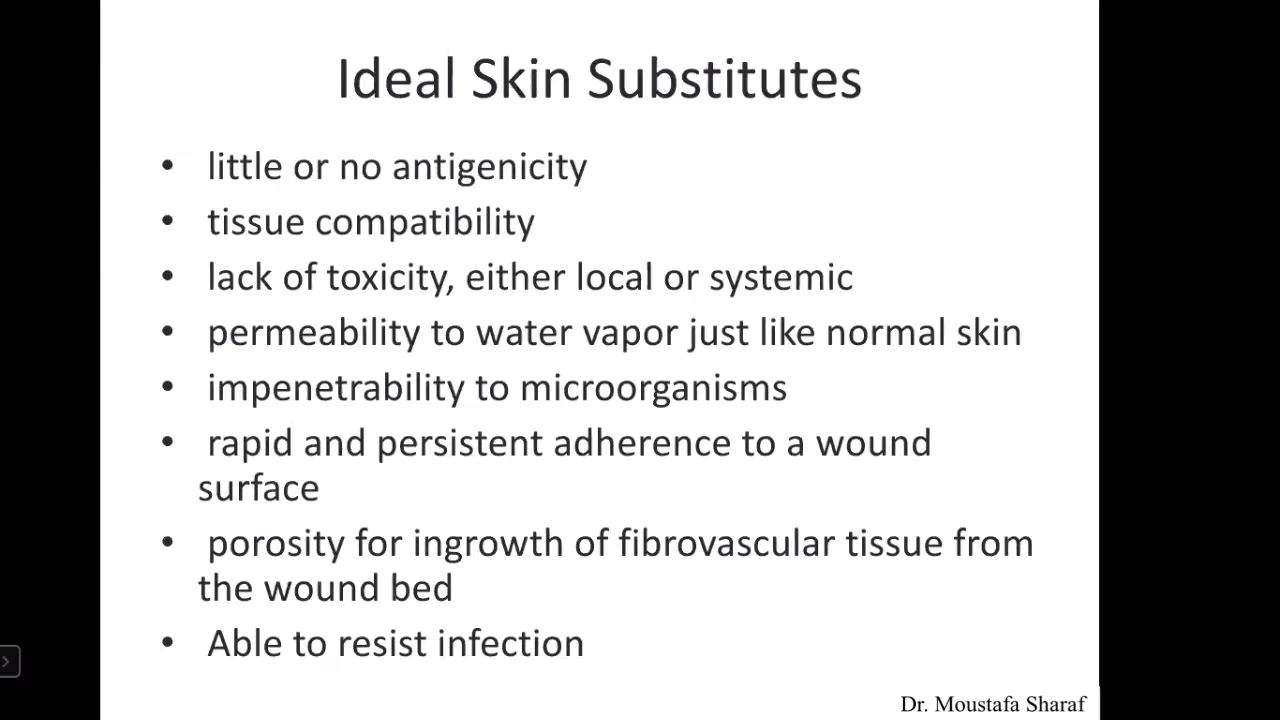 Ideal Skin Substitutes
• little or no antigenicity
• tissue compatibility
• lack of toxicity, either local or systemic
• permeability to water vapor just like normal skin
• impenetrability to microorganisms
• rapid and persistent adherence to a wound
surface
• porosity for ingrowth of fibrovascular tissue from
the wound bed
• Able to resist infection
Dr. Moustafa Sharaf